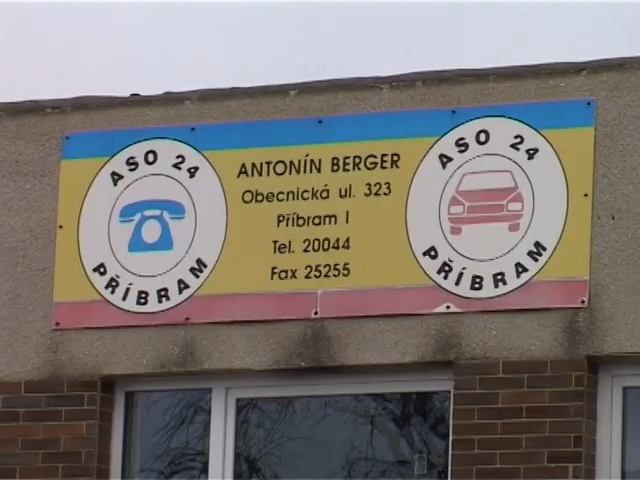 ASO 24
PŘÍBRAM
ANTONÍN BERGER
Obecnická ul. 323
Příbram I
Tel. 20044
Fax 25255
ASO 24
PŘÍBRAM